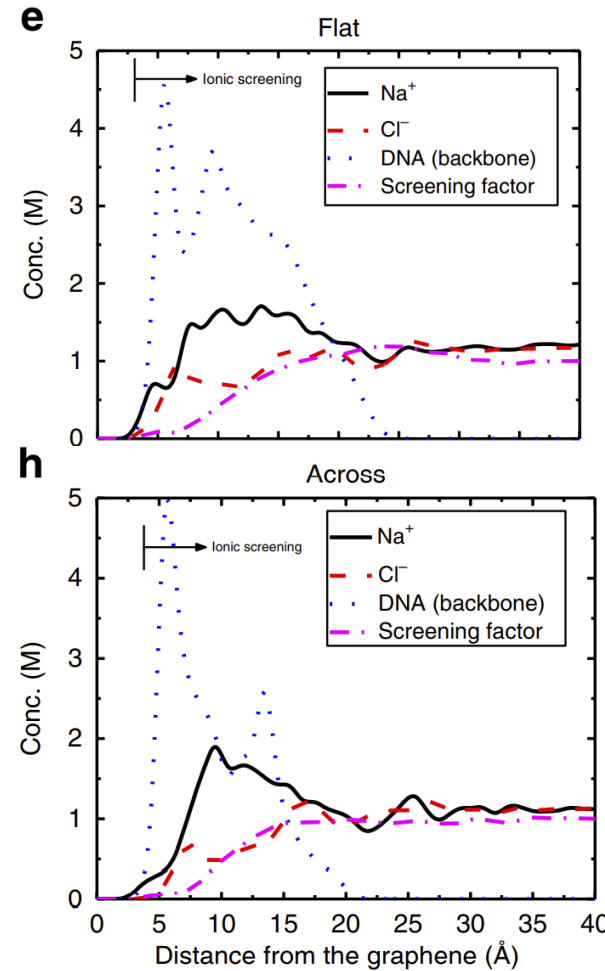 e
Flat
5
4
3
2
1
0
Conc. (M)
Ionic screening
Na⁺
Cl⁻
DNA (backbone)
Screening factor
h
Across
5
4
3
2
1
0
Conc. (M)
Ionic screening
Na⁺
Cl⁻
DNA (backbone)
Screening factor
0 5 10 15 20 25 30 35 40
Distance from the graphene (Å)